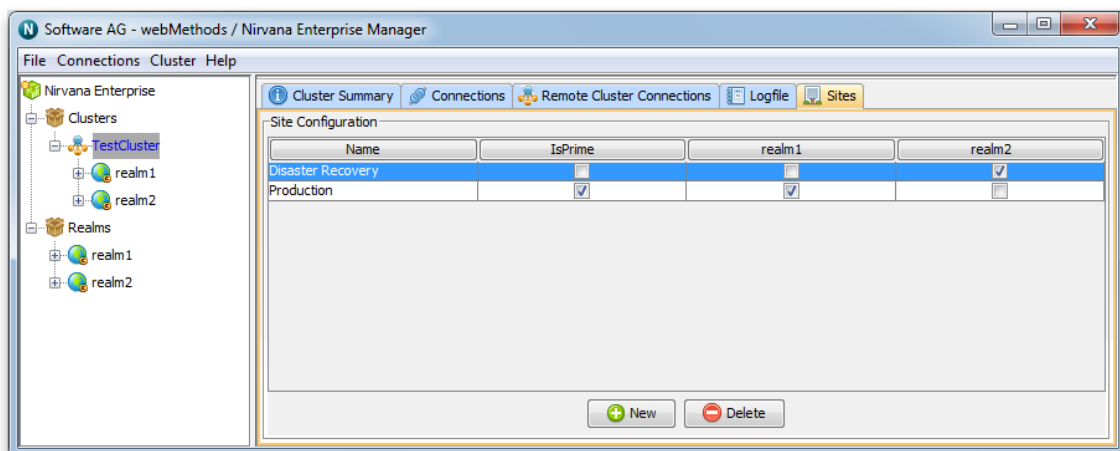 Software AG - webMethods / Nirvana Enterprise Manager
File Connections Cluster Help
Nirvana Enterprise
Clusters
TestCluster
realm1
realm2
Realms
realm1
realm2
Cluster Summary Connections Remote Cluster Connections Logfile Sites
Site Configuration
Name IsPrime realm1 realm2
Disaster Recovery
Production
New Delete